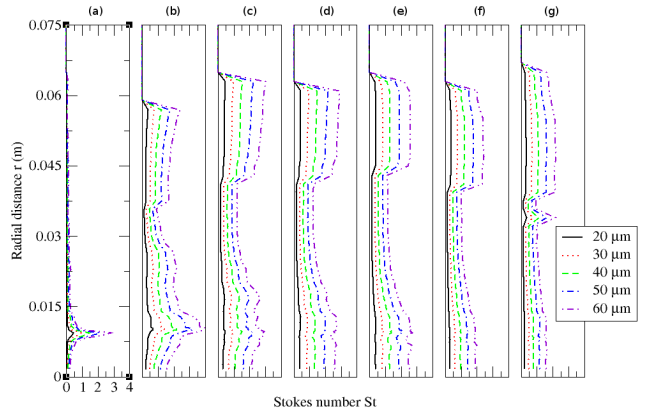 (a) (b) (c) (d) (e) (f) (g)
0.075
0.06
0.045
0.03
0.015
0
Radial distance r (m)
20 μm
30 μm
40 μm
50 μm
60 μm
0 1 2 3 4
Stokes number St